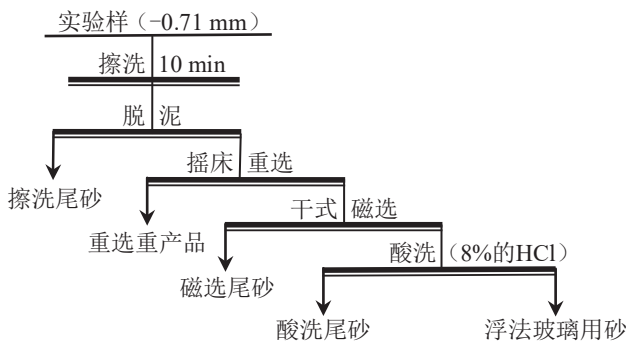 实验样（−0.71 mm）
擦洗 10 min
脱 泥
摇床 重选
擦洗尾砂
干式 磁选
重选重产品
酸洗（8%的HCl）
磁选尾砂
酸洗尾砂
浮法玻璃用砂